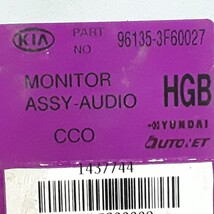 KIA PART NO 96135-3F60027
MONITOR ASSY-AUDIO
HGB
CCO
HYUNDAI AUTONET
1437744